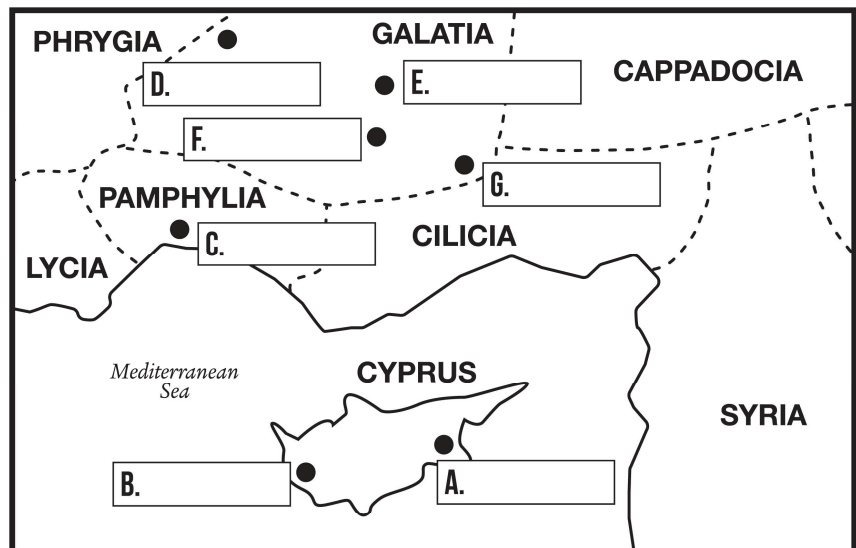 PHRYGIA
GALATIA
CAPPADOCIA
D.
E.
F.
G.
PAMPHYLIA
C.
CILICIA
LYCIA
Mediterranean
Sea
CYPRUS
SYRIA
B.
A.